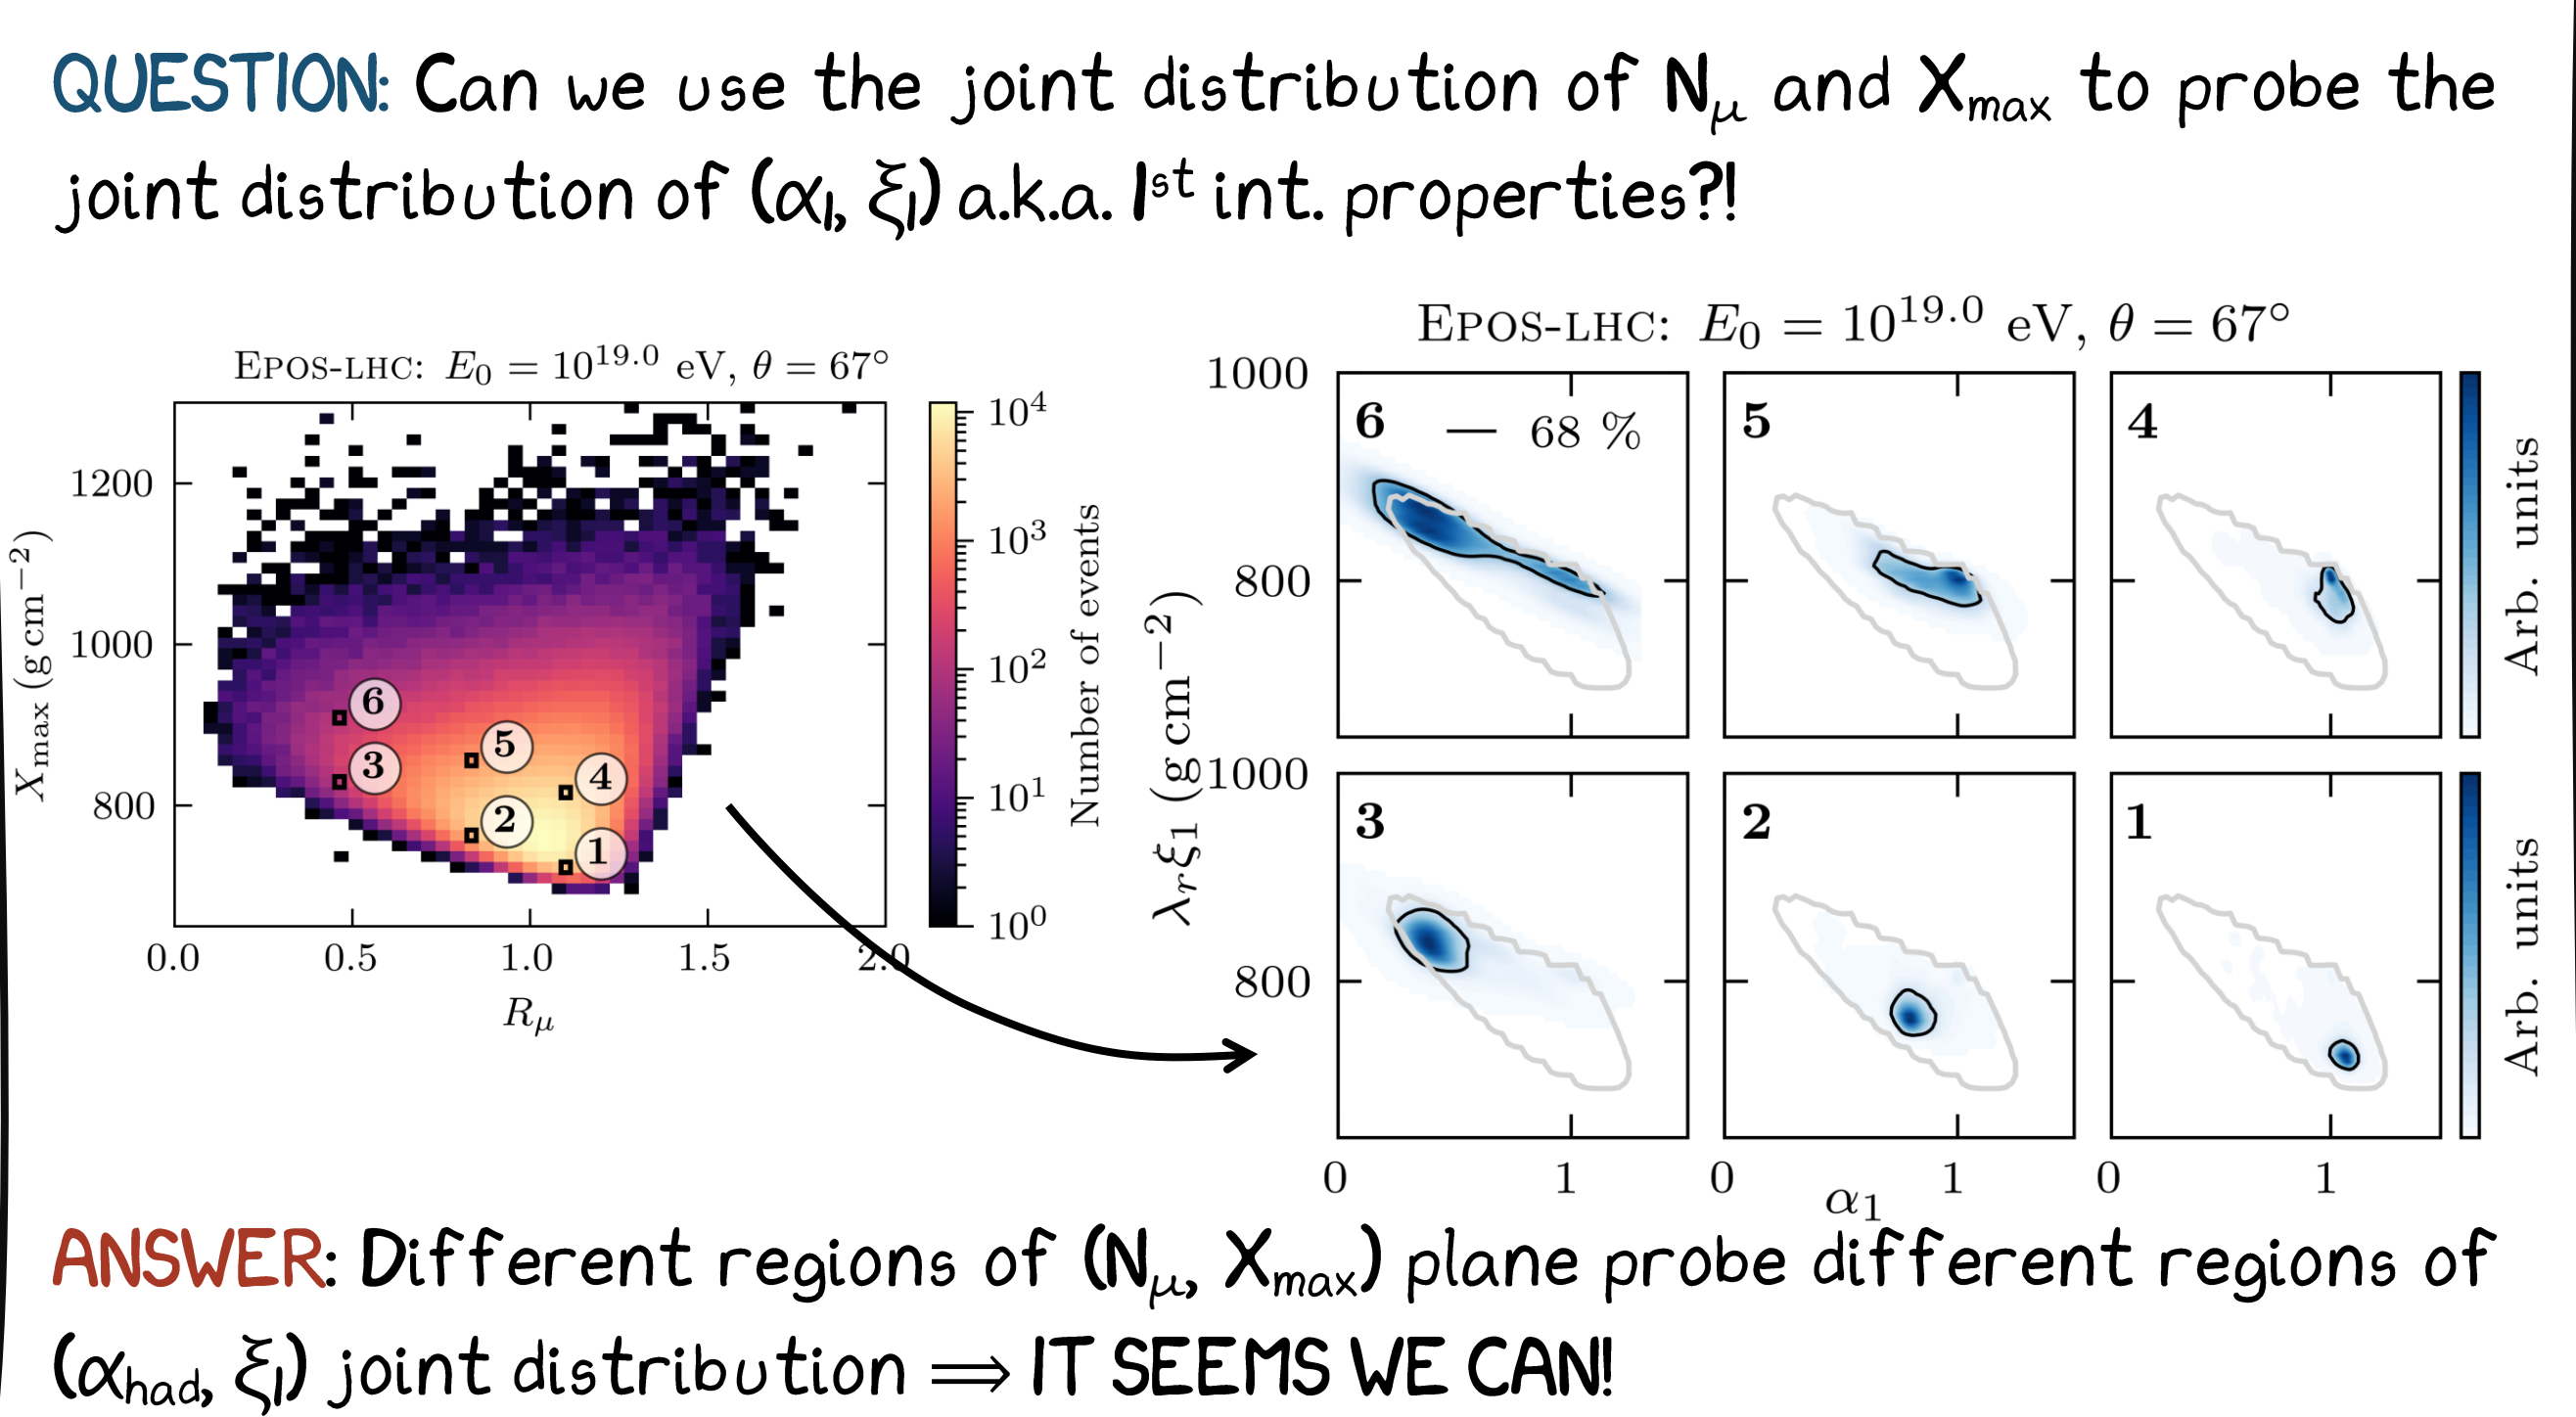 QUESTION: Can we use the joint distribution of Nμ and Xmax to probe the
joint distribution of (α1, ξ1) a.k.a. 1st int. properties?!
EPOS-LHC: E0 = 10^19.0 eV, θ = 67°
1200
1000
800
Xmax (g cm−2)
6
3
5
2
4
1
0.0 0.5 1.0 1.5 2.0
Rμ
10^4
10^3
10^2
10^1
10^0
Number of events
EPOS-LHC: E0 = 10^19.0 eV, θ = 67°
1000
800
1000
800
λrξ1 (g cm−2)
6 — 68 %
5
4
Arb. units
3
2
1
Arb. units
0 1 0 1 0 1
α1
ANSWER: Different regions of (Nμ, Xmax) plane probe different regions of
(αhad, ξ1) joint distribution ⟹ IT SEEMS WE CAN!